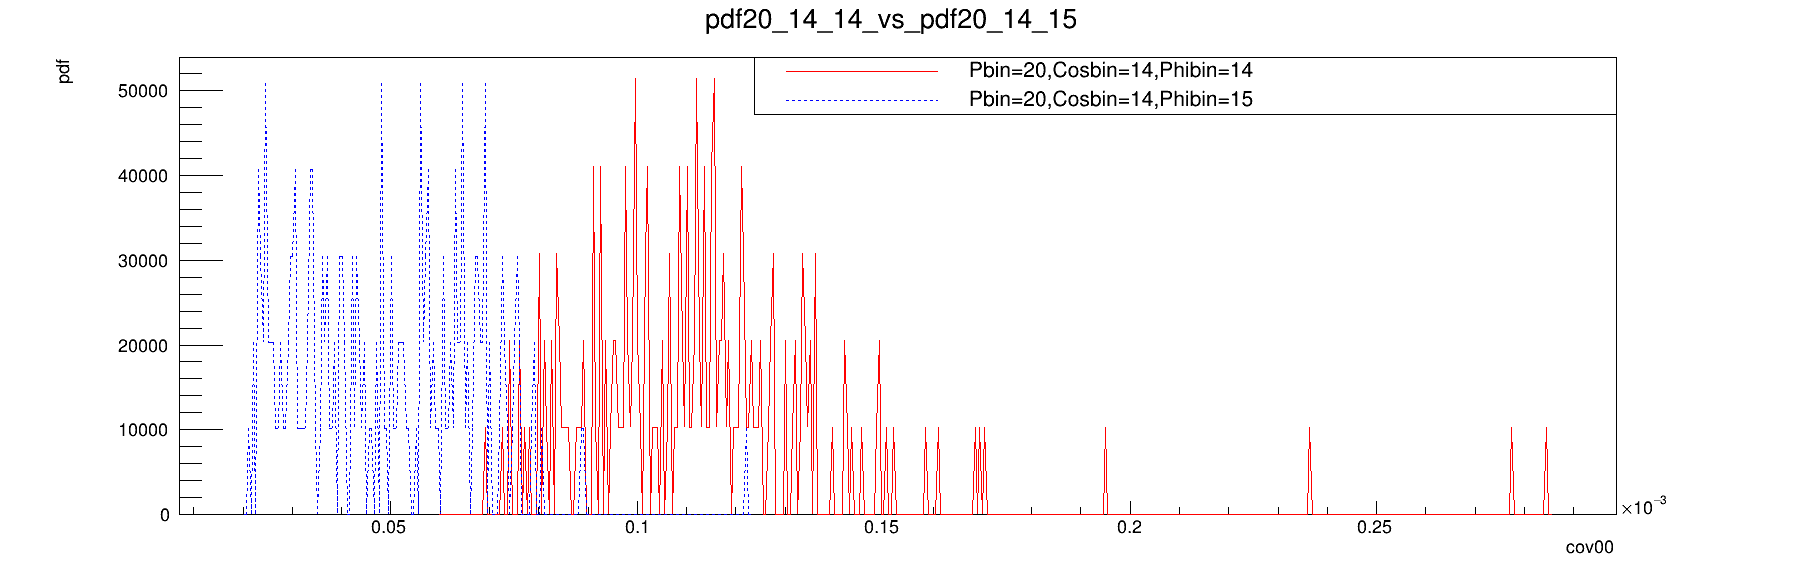 pdf20_14_14_vs_pdf20_14_15
pdf
Pbin=20,Cosbin=14,Phibin=14
Pbin=20,Cosbin=14,Phibin=15
50000
40000
30000
20000
10000
0
0.05 0.1 0.15 0.2 0.25
×10⁻³
cov00